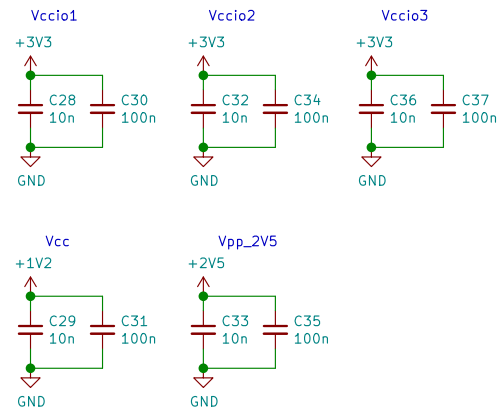 Vccio1
+3V3
C28
10n
C30
100n
GND
Vccio2
+3V3
C32
10n
C34
100n
GND
Vccio3
+3V3
C36
10n
C37
100n
GND
Vcc
+1V2
C29
10n
C31
100n
GND
Vpp_2V5
+2V5
C33
10n
C35
100n
GND